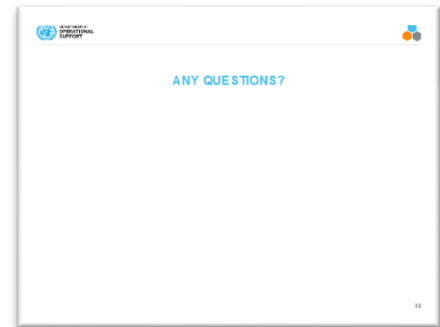 DEPARTMENT OF
OPERATIONAL
SUPPORT
ANY QUESTIONS?
32